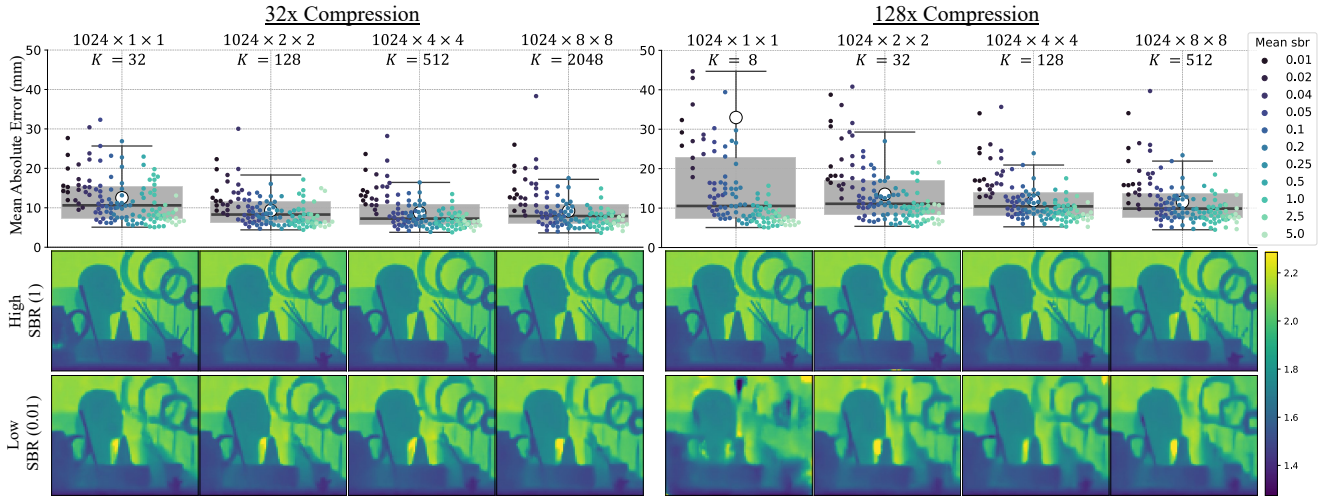 32x Compression
128x Compression
1024 × 1 × 1
1024 × 2 × 2
1024 × 4 × 4
1024 × 8 × 8
1024 × 1 × 1
1024 × 2 × 2
1024 × 4 × 4
1024 × 8 × 8
K = 32
K = 128
K = 512
K = 2048
K = 8
K = 32
K = 128
K = 512
Mean Absolute Error (mm)
50
40
30
20
10
0
50
40
30
20
10
0
Mean sbr
0.01
0.02
0.04
0.05
0.1
0.2
0.25
0.5
1.0
2.5
5.0
High
SBR (1)
Low
SBR (0.01)
2.2
2.0
1.8
1.6
1.4